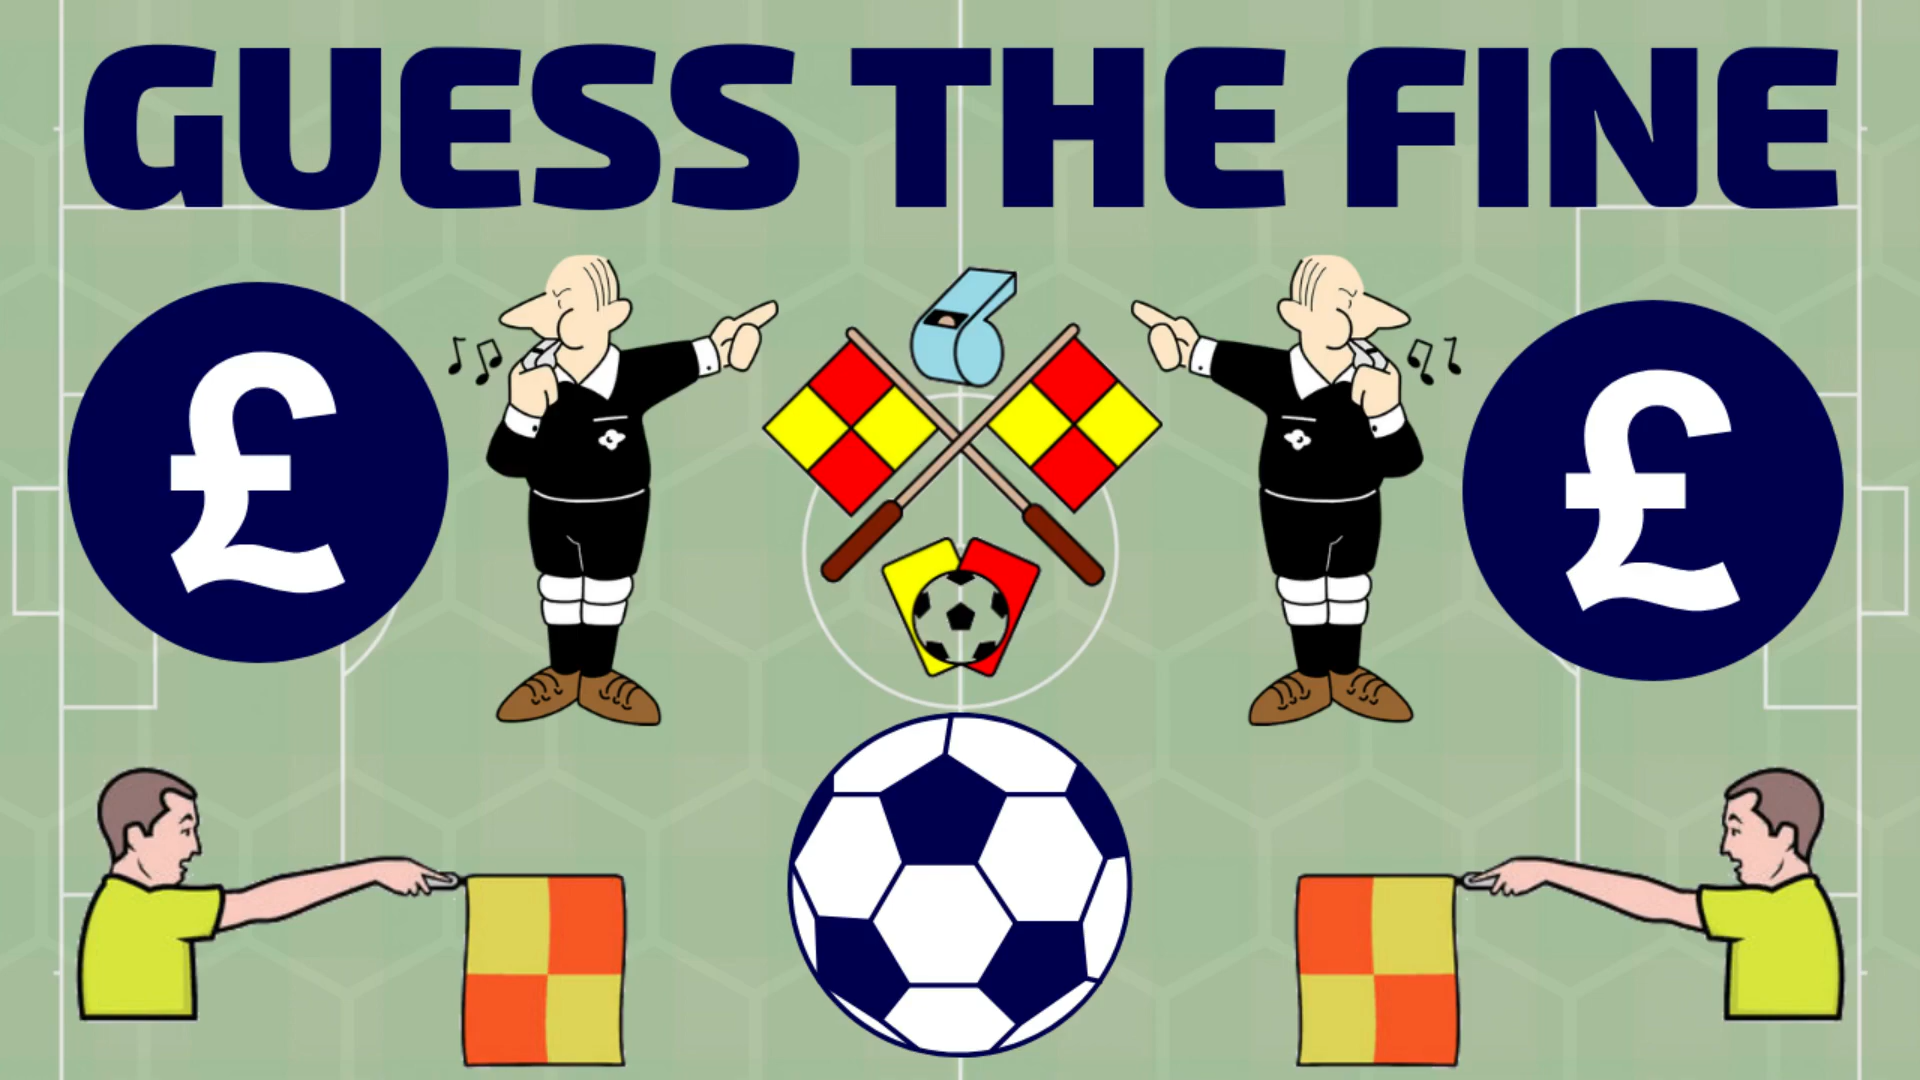 GUESS THE FINE
£ £